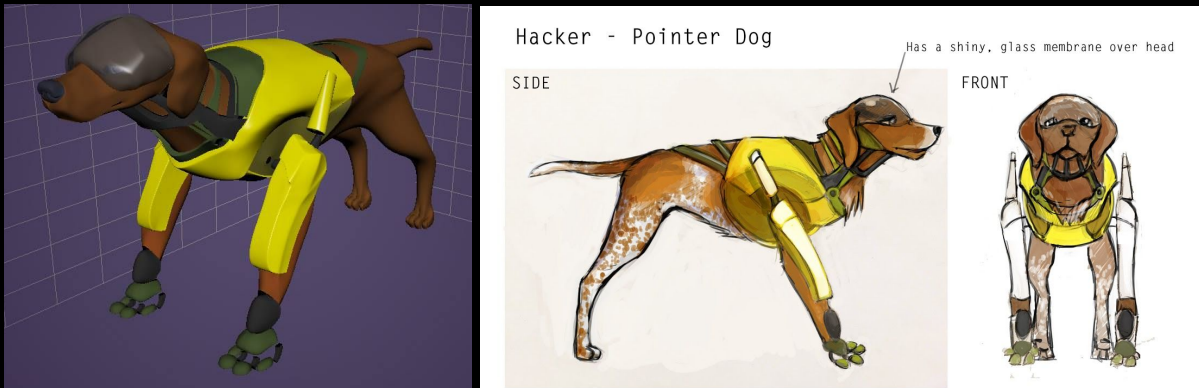 Hacker - Pointer Dog
Has a shiny, glass membrane over head
SIDE
FRONT